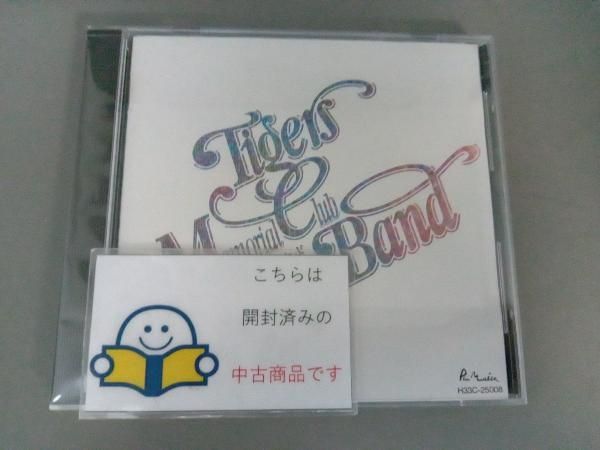 Tigers
Memorial Club
Band
こちらは
開封済みの
中古商品です
H33C-25008